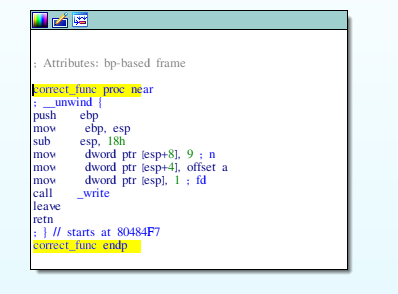 ; Attributes: bp-based frame
correct_func proc near
; __unwind {
push ebp
mov ebp, esp
sub esp, 18h
mov dword ptr [esp+8], 9 ; n
mov dword ptr [esp+4], offset a
mov dword ptr [esp], 1 ; fd
call _write
leave
retn
; } // starts at 80484F7
correct_func endp